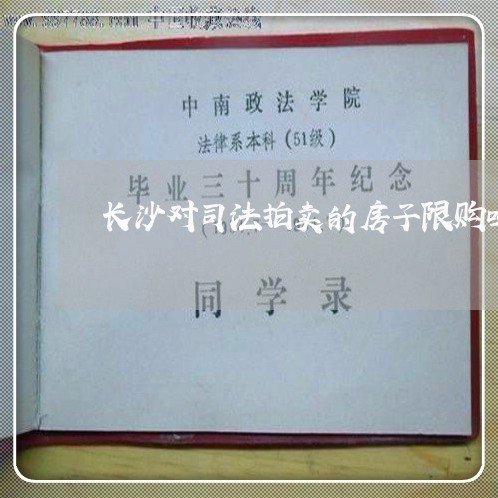 中南政法学院
法律系本科(51级)
毕业三十周年纪念
长沙对司法拍卖的房子限购
同学录